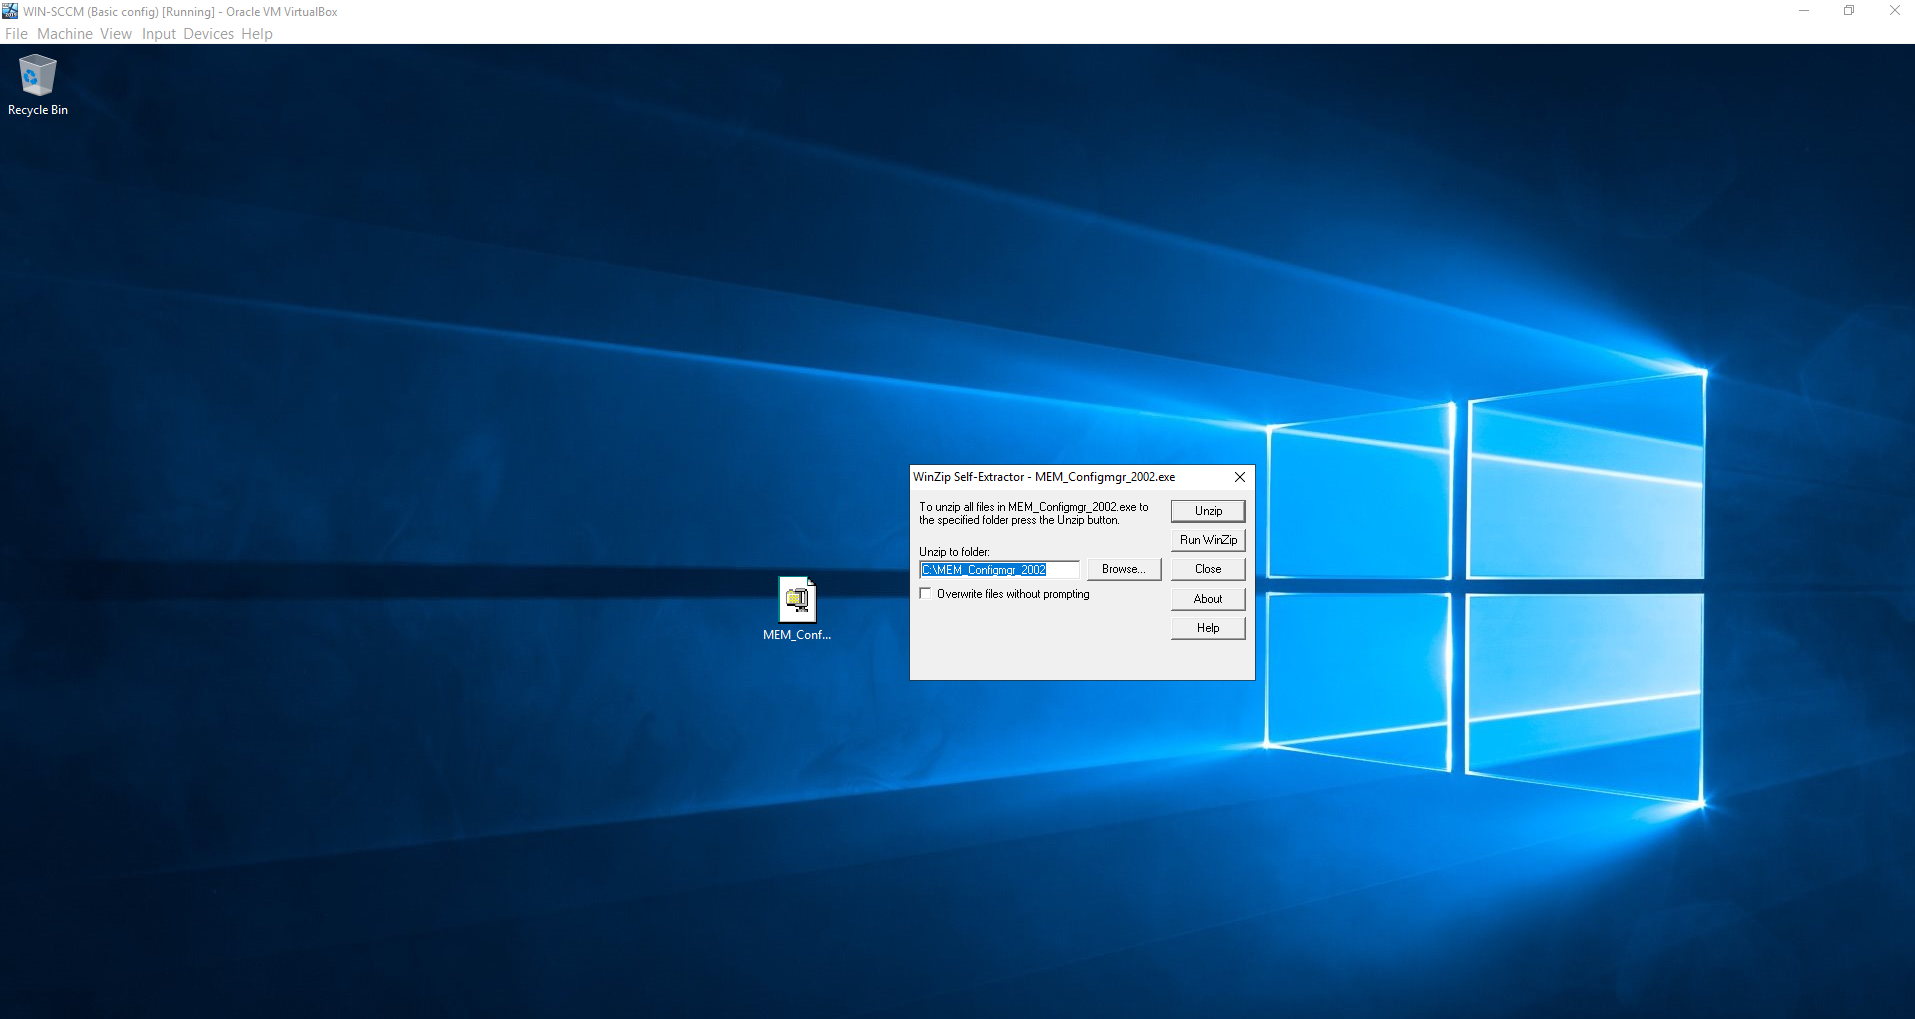 WIN-SCCM (Basic config) [Running] - Oracle VM VirtualBox
File Machine View Input Devices Help
Recycle Bin
MEM_Conf...
WinZip Self-Extractor - MEM_Configmgr_2002.exe
To unzip all files in MEM_Configmgr_2002.exe to
the specified folder press the Unzip button.
Unzip to folder:
C:\MEM_Configmgr_2002
Browse...
Overwrite files without prompting
Unzip
Run WinZip
Close
About
Help